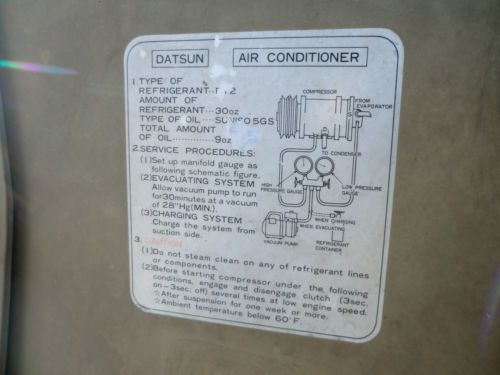 DATSUN AIR CONDITIONER
1. TYPE OF
REFRIGERANT
AMOUNT OF
REFRIGERANT···30oz
TYPE OF OIL····SUNISO 5GS
TOTAL AMOUNT
OF OIL·············9oz
2. SERVICE PROCEDURES:
(1)Set up manifold gauge as
following schematic figure.
(2)EVACUATING SYSTEM
Allow vacuum pump to run
for30minutes at a vacuum
of 28"Hg(MIN.).
(3)CHARGING SYSTEM
Charge the system from
suction side.
COMPRESSOR
FROM
EVAPORATOR
TO CONDENSER
HIGH
PRESSURE GAUGE
LOW PRESSURE
GAUGE
WHEN CHARGING
WHEN EVACUATING
VACUUM PUMP
REFRIGERANT
CONTAINER
3. CAUTION
(1)Do not steam clean on any of refrigerant lines
or components.
(2)Before starting compressor under the following
conditions, engage and disengage clutch (3sec.
on—3sec. off) several times at low engine speed.
☆After suspension for one week or more.
☆Ambient temperature below 60°F.